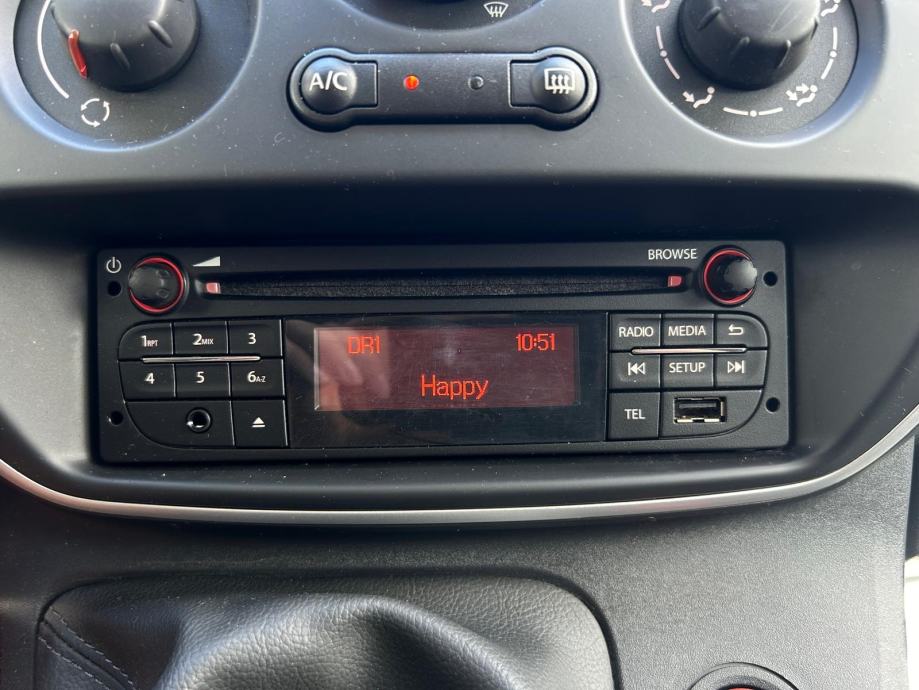 A/C
BROWSE
1RPT 2MIX 3
4 5 6A-Z
DR1 10:51
Happy
RADIO MEDIA
SETUP
TEL